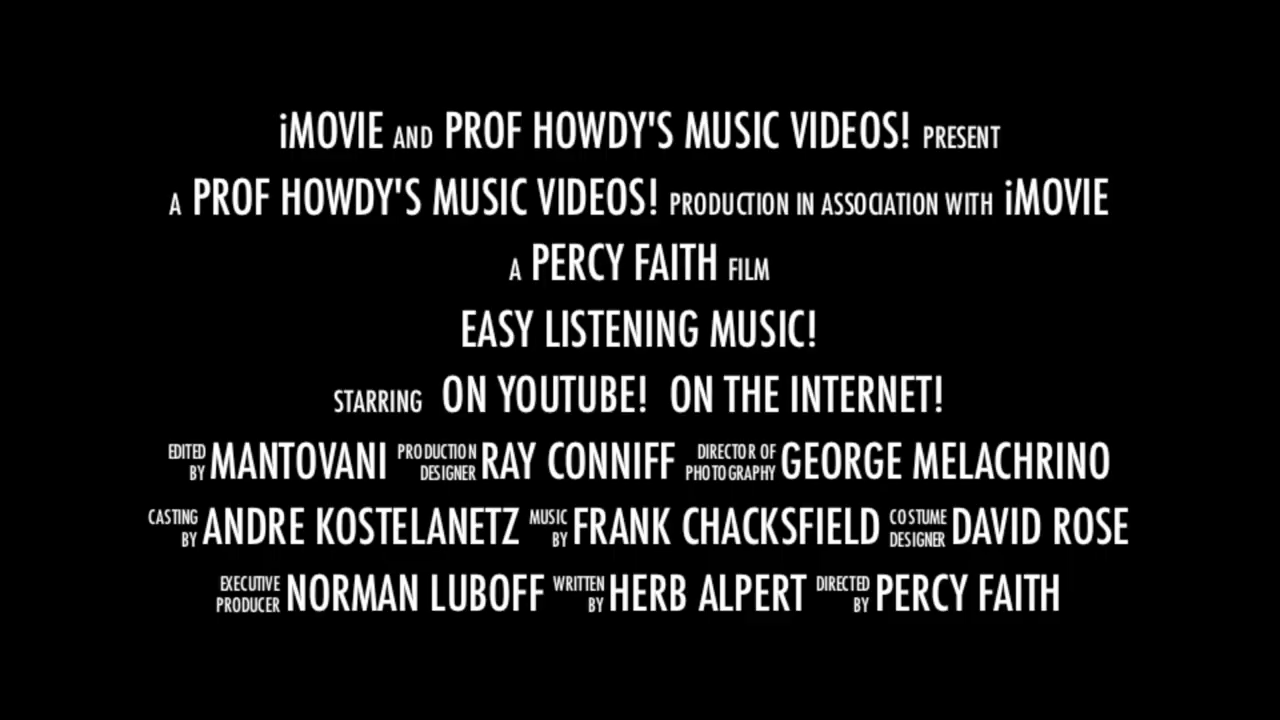 iMOVIE AND PROF HOWDY'S MUSIC VIDEOS! PRESENT
A PROF HOWDY'S MUSIC VIDEOS! PRODUCTION IN ASSOCIATION WITH iMOVIE
A PERCY FAITH FILM
EASY LISTENING MUSIC!
STARRING ON YOUTUBE! ON THE INTERNET!
EDITED BY MANTOVANI PRODUCTION DESIGNER RAY CONNIFF DIRECTOR OF PHOTOGRAPHY GEORGE MELACHRINO
CASTING BY ANDRE KOSTELANETZ MUSIC BY FRANK CHACKSFIELD COSTUME DESIGNER DAVID ROSE
EXECUTIVE PRODUCER NORMAN LUBOFF WRITTEN BY HERB ALPERT DIRECTED BY PERCY FAITH